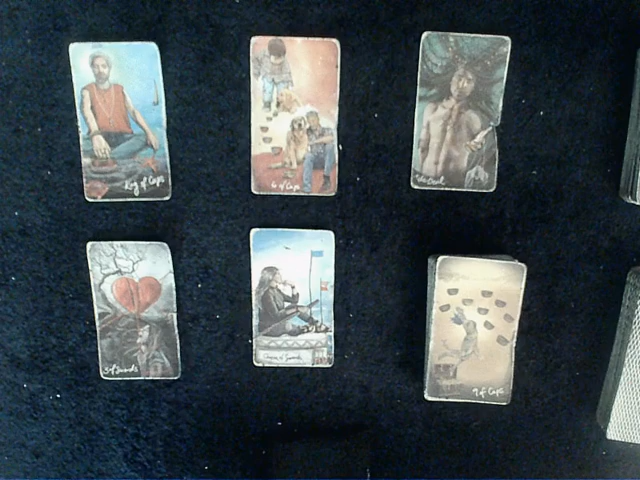 King of Cups
6 of Cups
The Devil
3 of Swords
Queen of Swords
9 of Cups